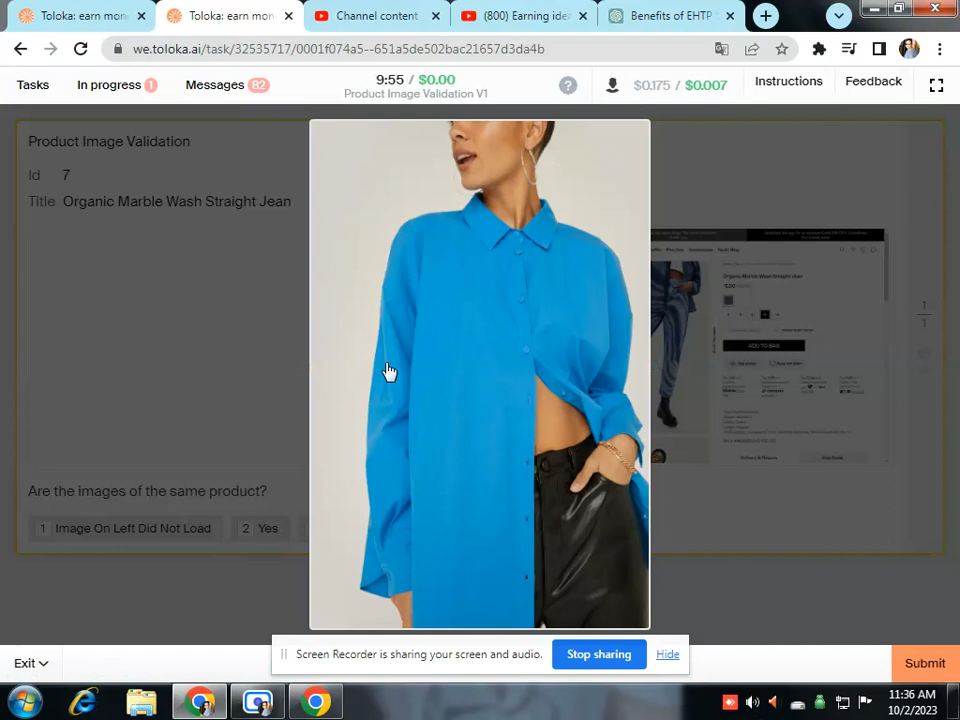 Toloka: earn mon
Toloka: earn mon
Channel content
(800) Earning ide
Benefits of EHTP
we.toloka.ai/task/32535717/0001f074a5--651a5de502bac21657d3da4b
Tasks
In progress 1
Messages 82
9:55 / $0.00
Product Image Validation V1
$0.175 / $0.007
Instructions
Feedback
Product Image Validation
Id 7
Title Organic Marble Wash Straight Jean
Organic Marble Wash Straight Jean
ADD TO BAG
1
1
Are the images of the same product?
1 Image On Left Did Not Load
2 Yes
Screen Recorder is sharing your screen and audio.
Stop sharing
Hide
Exit
Submit
11:36 AM
10/2/2023